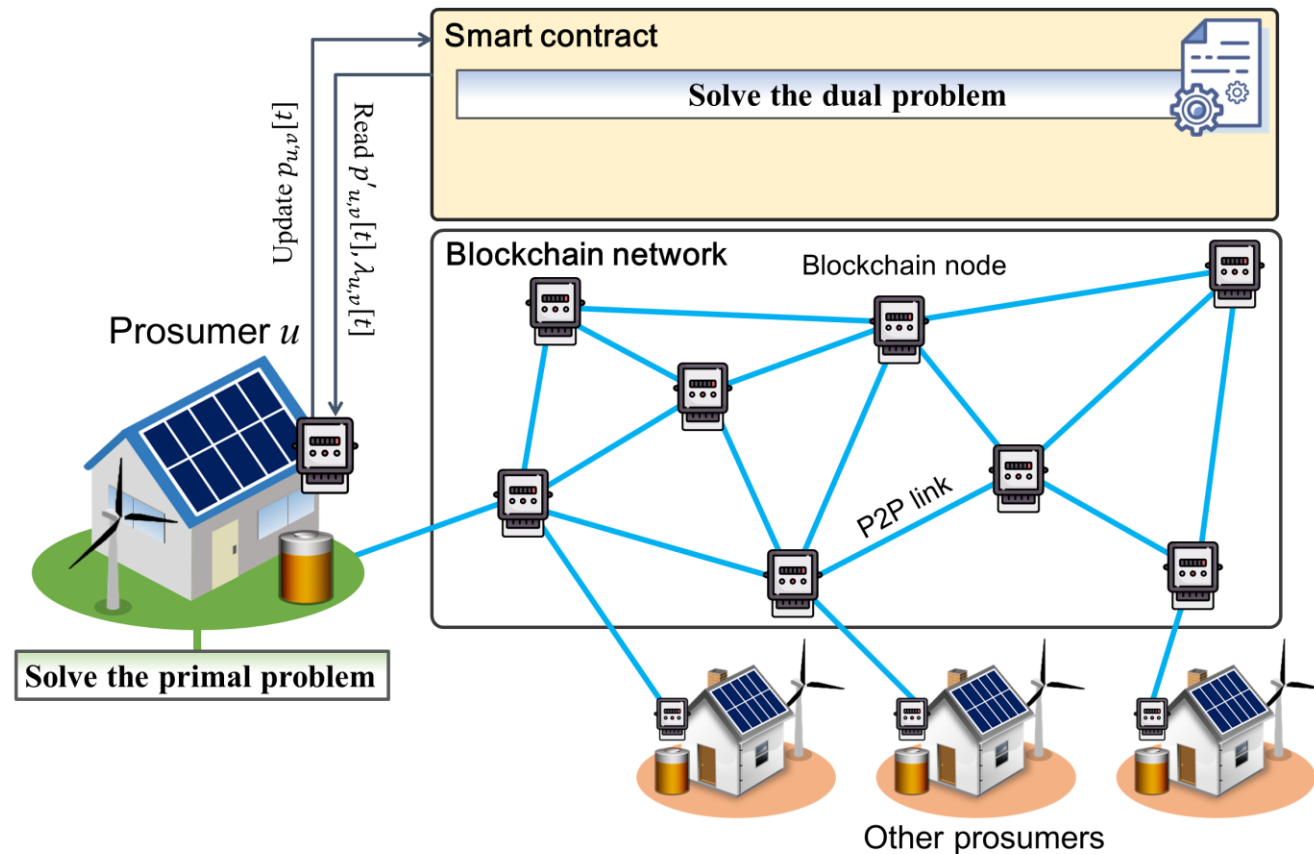 Smart contract
Solve the dual problem
Update p_{u,v}[t]
Read p'_{u,v}[t], λ_{u,v}[t]
Blockchain network
Blockchain node
Prosumer u
P2P link
Solve the primal problem
Other prosumers